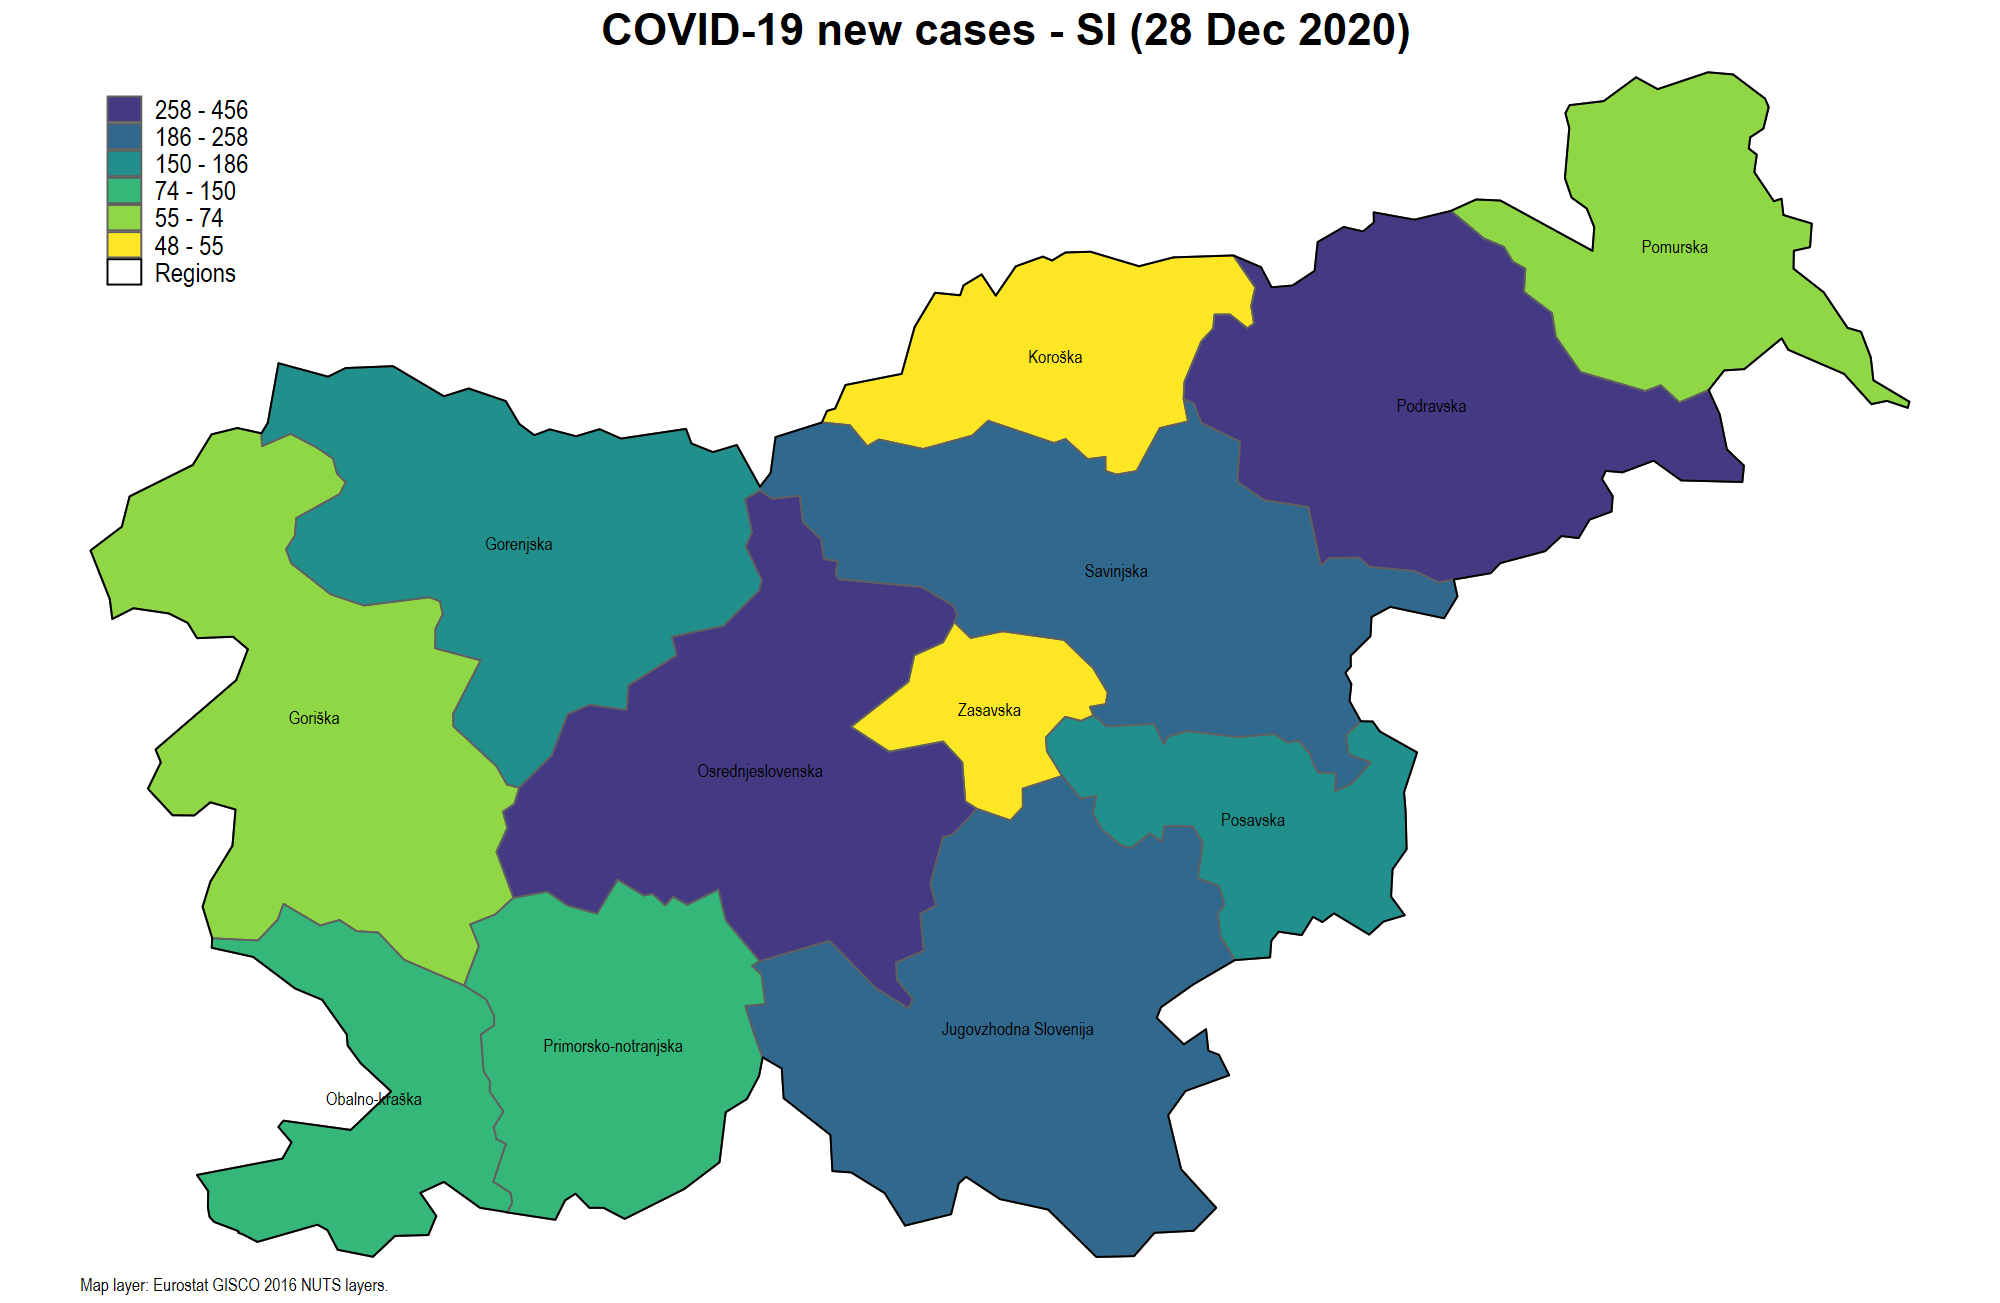 COVID-19 new cases - SI (28 Dec 2020)
258 - 456
186 - 258
150 - 186
74 - 150
55 - 74
48 - 55
Regions
Pomurska
Koroška
Podravska
Gorenjska
Savinjska
Goriška
Zasavska
Osrednjeslovenska
Posavska
Jugovzhodna Slovenija
Primorsko-notranjska
Obalno-kraška
Map layer: Eurostat GISCO 2016 NUTS layers.